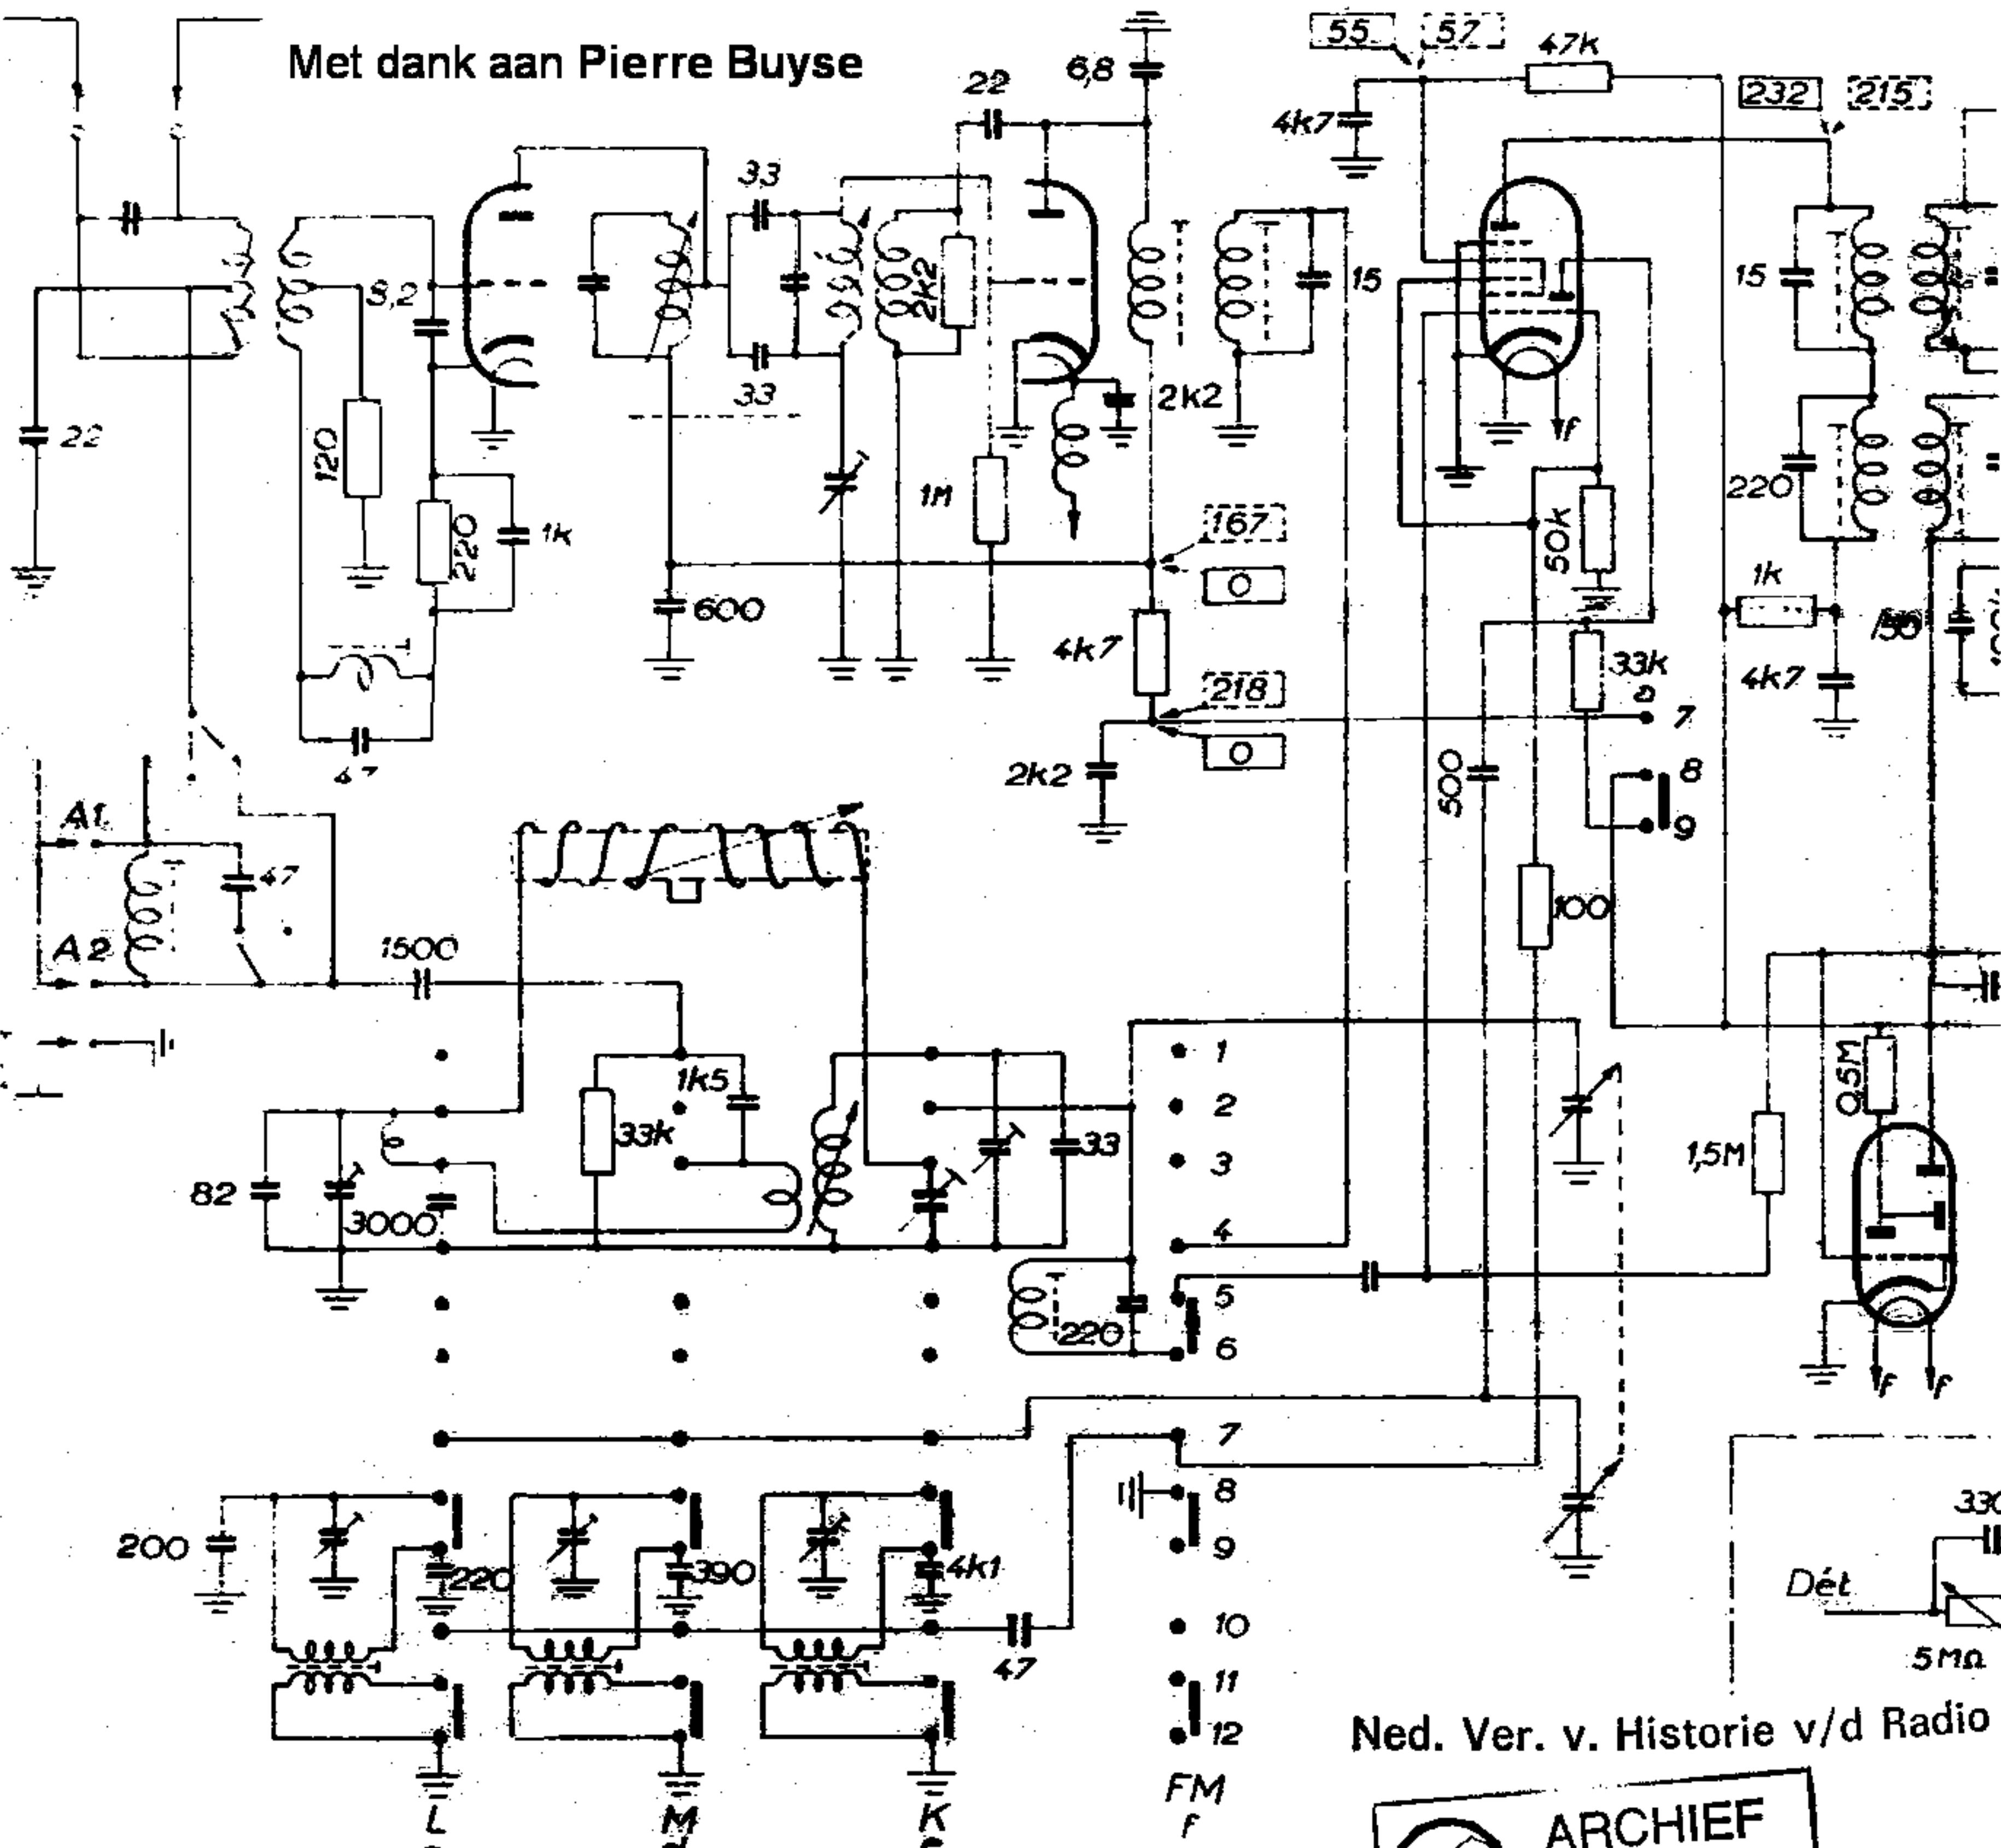 Met dank aan Pierre Buyse
55 57 47k
22 6,8
232 215
4k7
33
8,2
2k2
15
15
33
2k2
22
120
f
220
1M
220
1k
167
50k
0
1k
600
4k7
33k
4k7
218
7
0
47
2k2
500
8
9
A1
47
100
A2
1500
1
0,5M
1k5
2
33k
33
1,5M
3
82
3000
4
5
220
6
f f
7
8
330
200
220
390
4k1
9
Dét
10
47
5MΩ
11
12
Ned. Ver. v. Historie v/d Radio
FM
L M K
f
ARCHIEF